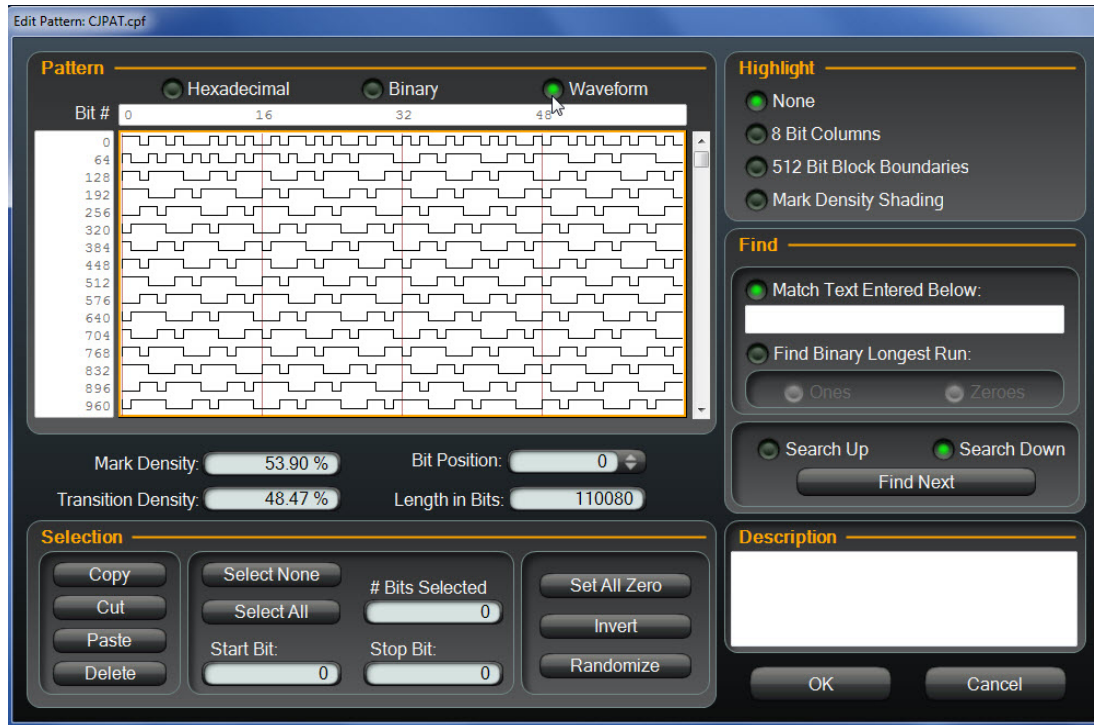 Edit Pattern: CJPAT.cpf
Pattern
Hexadecimal
Binary
Waveform
Bit #
0 16 32 48
0
64
128
192
256
320
384
448
512
576
640
704
768
832
896
960
Mark Density: 53.90 %
Bit Position: 0
Transition Density: 48.47 %
Length in Bits: 110080
Selection
Copy
Cut
Paste
Delete
Select None
Select All
# Bits Selected
0
Start Bit:
0
Stop Bit:
0
Set All Zero
Invert
Randomize
Highlight
None
8 Bit Columns
512 Bit Block Boundaries
Mark Density Shading
Find
Match Text Entered Below:
Find Binary Longest Run:
Ones
Zeroes
Search Up
Search Down
Find Next
Description
OK
Cancel